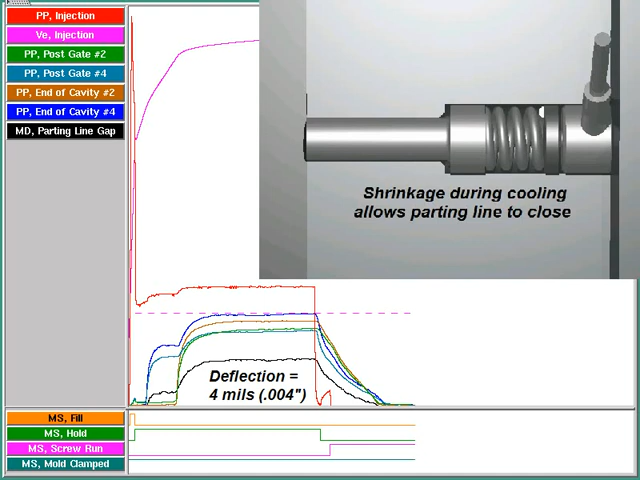 PP, Injection
Ve, Injection
PP, Post Gate #2
PP, Post Gate #4
PP, End of Cavity #2
PP, End of Cavity #4
MD, Parting Line Gap
Shrinkage during cooling
allows parting line to close
Deflection =
4 mils (.004")
MS, Fill
MS, Hold
MS, Screw Run
MS, Mold Clamped